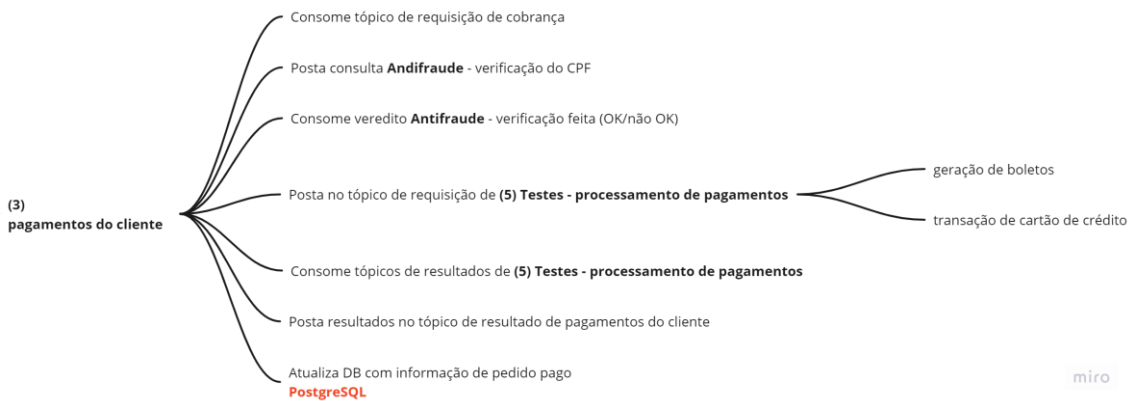 Consome tópico de requisição de cobrança
Posta consulta Andifraude - verificação do CPF
Consome veredito Antifraude - verificação feita (OK/não OK)
(3)
pagamentos do cliente
Posta no tópico de requisição de (5) Testes - processamento de pagamentos
geração de boletos
transação de cartão de crédito
Consome tópicos de resultados de (5) Testes - processamento de pagamentos
Posta resultados no tópico de resultado de pagamentos do cliente
Atualiza DB com informação de pedido pago
PostgreSQL
miro